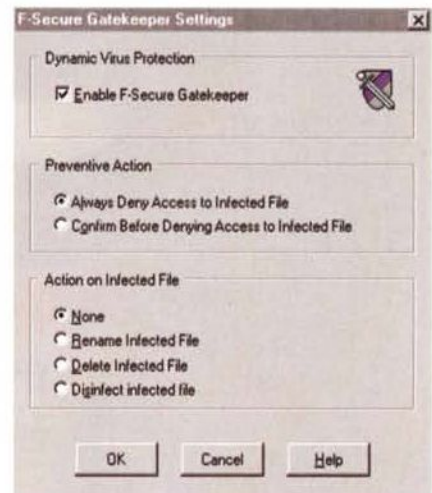 F-Secure Gatekeeper Settings
Dynamic Virus Protection
Enable F-Secure Gatekeeper
Preventive Action
Always Deny Access to Infected File
Confirm Before Denying Access to Infected File
Action on Infected File
None
Rename Infected File
Delete Infected File
Disinfect infected file
OK
Cancel
Help